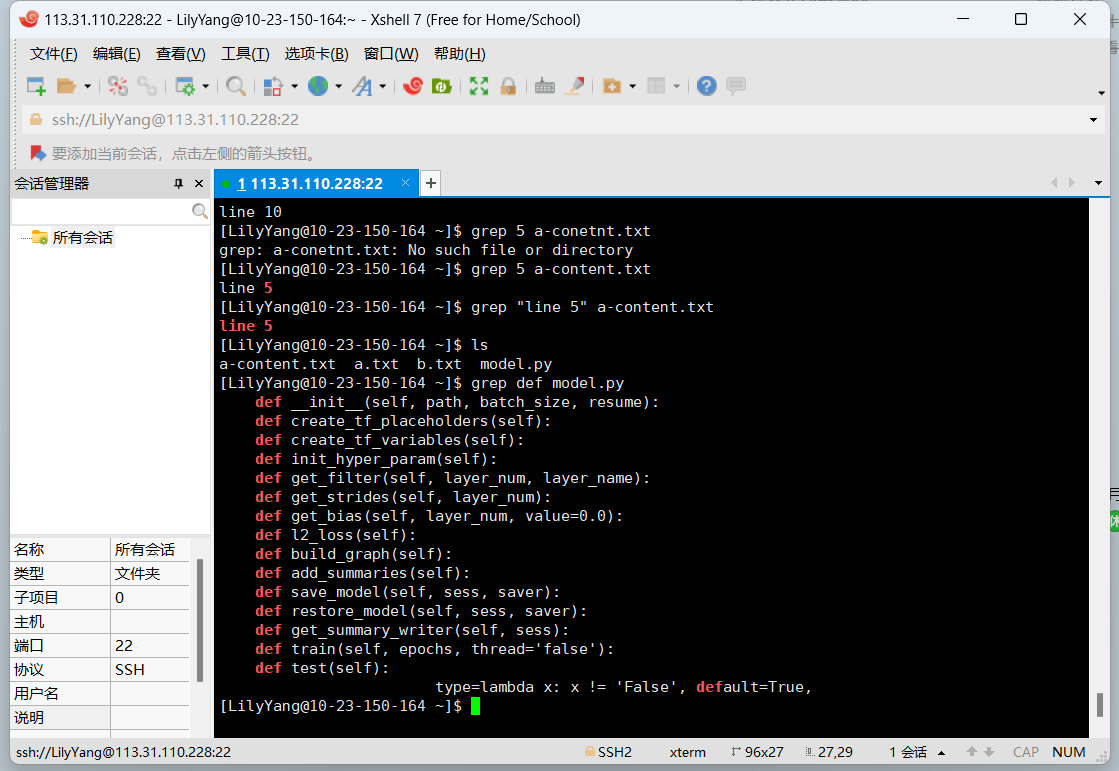 113.31.110.228:22 - LilyYang@10-23-150-164:~ - Xshell 7 (Free for Home/School)
文件(F) 编辑(E) 查看(V) 工具(T) 选项卡(B) 窗口(W) 帮助(H)
ssh://LilyYang@113.31.110.228:22
要添加当前会话，点击左侧的箭头按钮。
会话管理器
1 113.31.110.228:22
所有会话
名称 所有会话
类型 文件夹
子项目 0
主机
端口 22
协议 SSH
用户名
说明
line 10
[LilyYang@10-23-150-164 ~]$ grep 5 a-conetnt.txt
grep: a-conetnt.txt: No such file or directory
[LilyYang@10-23-150-164 ~]$ grep 5 a-content.txt
line 5
[LilyYang@10-23-150-164 ~]$ grep "line 5" a-content.txt
line 5
[LilyYang@10-23-150-164 ~]$ ls
a-content.txt  a.txt  b.txt  model.py
[LilyYang@10-23-150-164 ~]$ grep def model.py
    def __init__(self, path, batch_size, resume):
    def create_tf_placeholders(self):
    def create_tf_variables(self):
    def init_hyper_param(self):
    def get_filter(self, layer_num, layer_name):
    def get_strides(self, layer_num):
    def get_bias(self, layer_num, value=0.0):
    def l2_loss(self):
    def build_graph(self):
    def add_summaries(self):
    def save_model(self, sess, saver):
    def restore_model(self, sess, saver):
    def get_summary_writer(self, sess):
    def train(self, epochs, thread='false'):
    def test(self):
                        type=lambda x: x != 'False', default=True,
[LilyYang@10-23-150-164 ~]$
ssh://LilyYang@113.31.110.228:22 SSH2 xterm 96x27 27,29 1 会话 CAP NUM